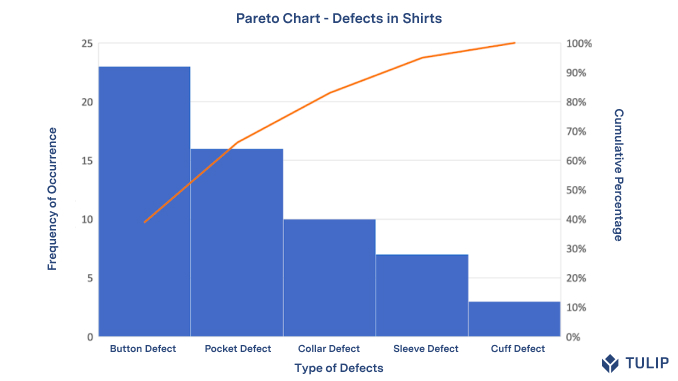 Pareto Chart - Defects in Shirts
Frequency of Occurrence
25
20
15
10
5
0
100%
90%
80%
70%
60%
50%
40%
30%
20%
10%
0%
Cumulative Percentage
Button Defect
Pocket Defect
Collar Defect
Sleeve Defect
Cuff Defect
Type of Defects
TULIP